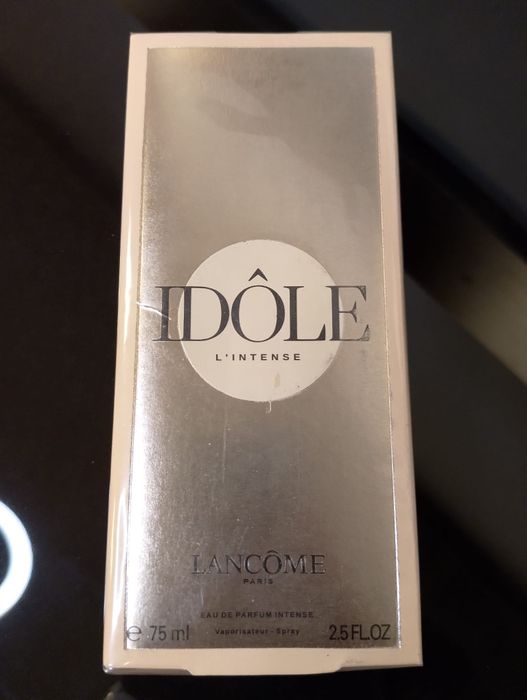 IDÔLE
L'INTENSE
LANCÔME
PARIS
EAU DE PARFUM INTENSE
e 75 ml Vaporisateur - Spray 2.5 FL.OZ